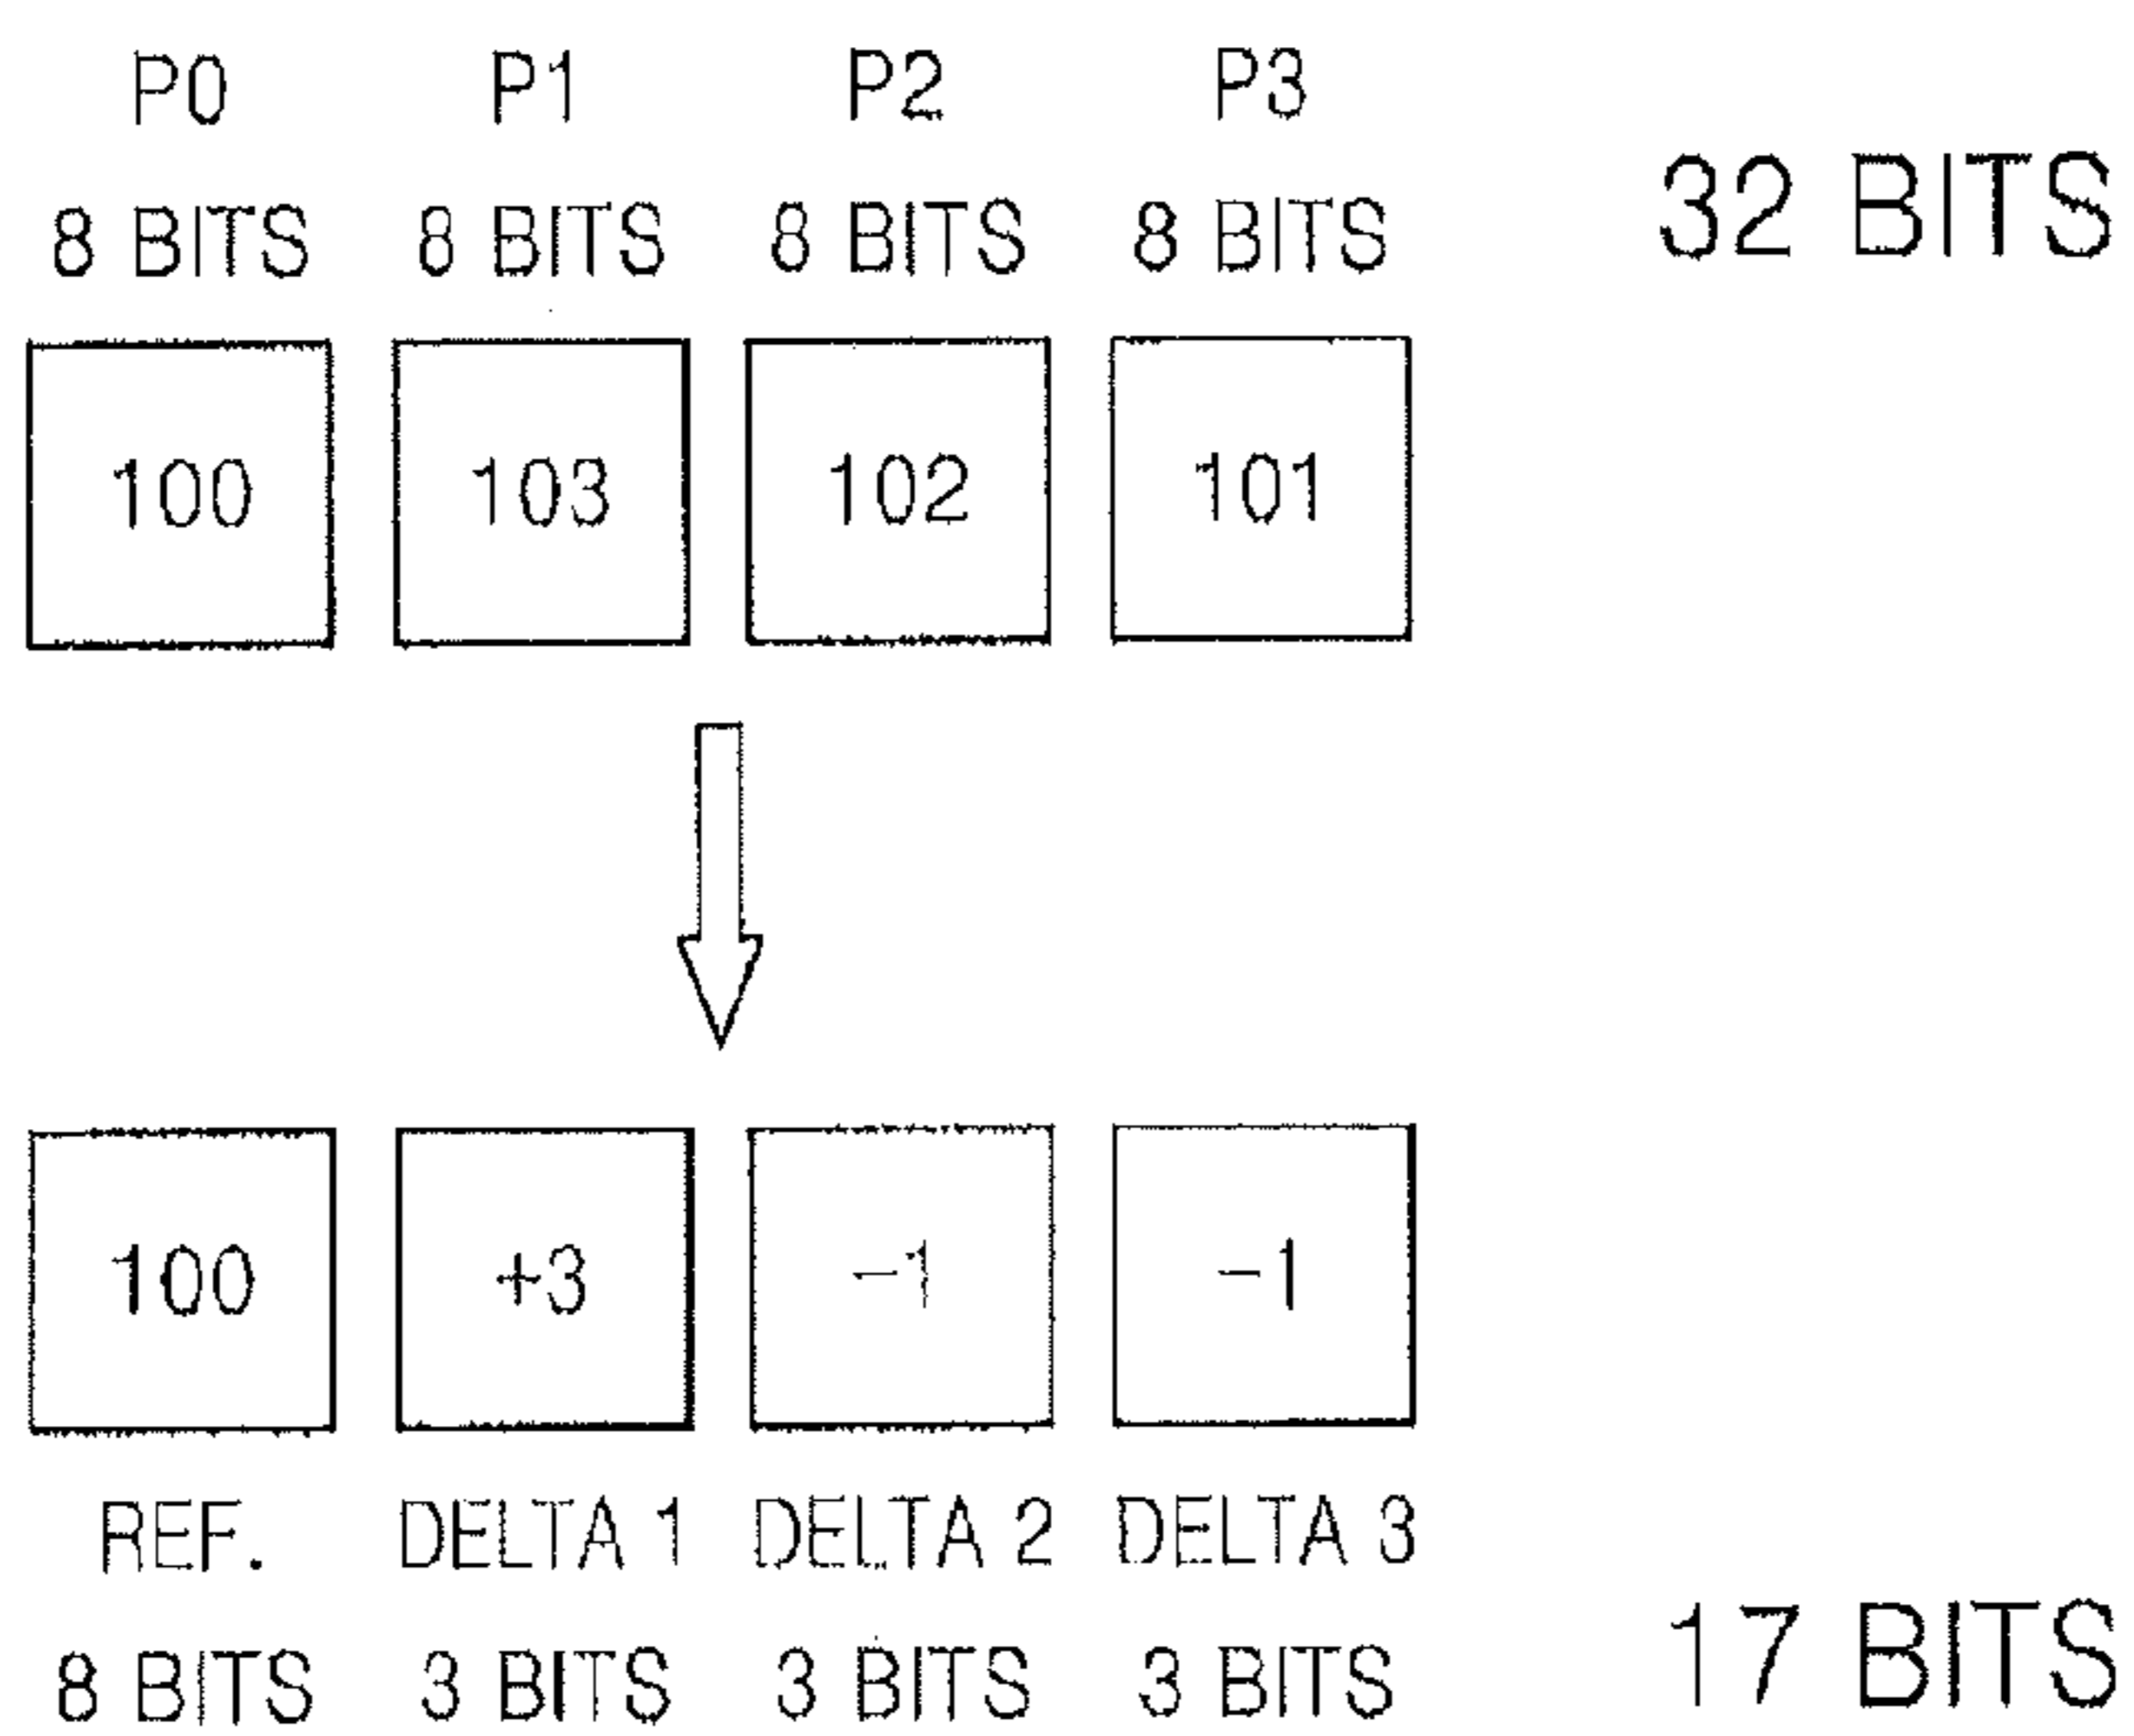 P0 P1 P2 P3
8 BITS 8 BITS 8 BITS 8 BITS 32 BITS
100 103 102 101
100 +3 -1 -1
REF. DELTA 1 DELTA 2 DELTA 3
8 BITS 3 BITS 3 BITS 3 BITS 17 BITS